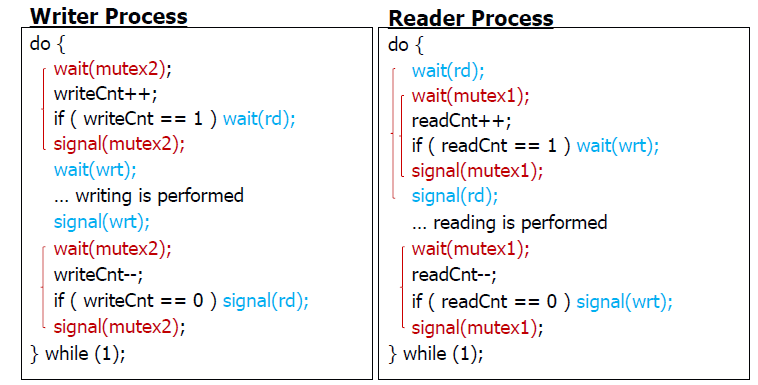 Writer Process
do {
wait(mutex2);
writeCnt++;
if ( writeCnt == 1 ) wait(rd);
signal(mutex2);
wait(wrt);
... writing is performed
signal(wrt);
wait(mutex2);
writeCnt--;
if ( writeCnt == 0 ) signal(rd);
signal(mutex2);
} while (1);
Reader Process
do {
wait(rd);
wait(mutex1);
readCnt++;
if ( readCnt == 1 ) wait(wrt);
signal(mutex1);
signal(rd);
... reading is performed
wait(mutex1);
readCnt--;
if ( readCnt == 0 ) signal(wrt);
signal(mutex1);
} while (1);